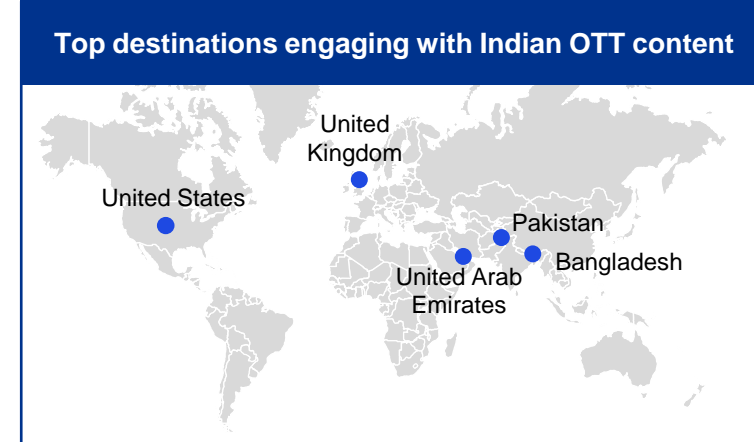 Top destinations engaging with Indian OTT content
United
Kingdom
United States
Pakistan
Bangladesh
United Arab
Emirates